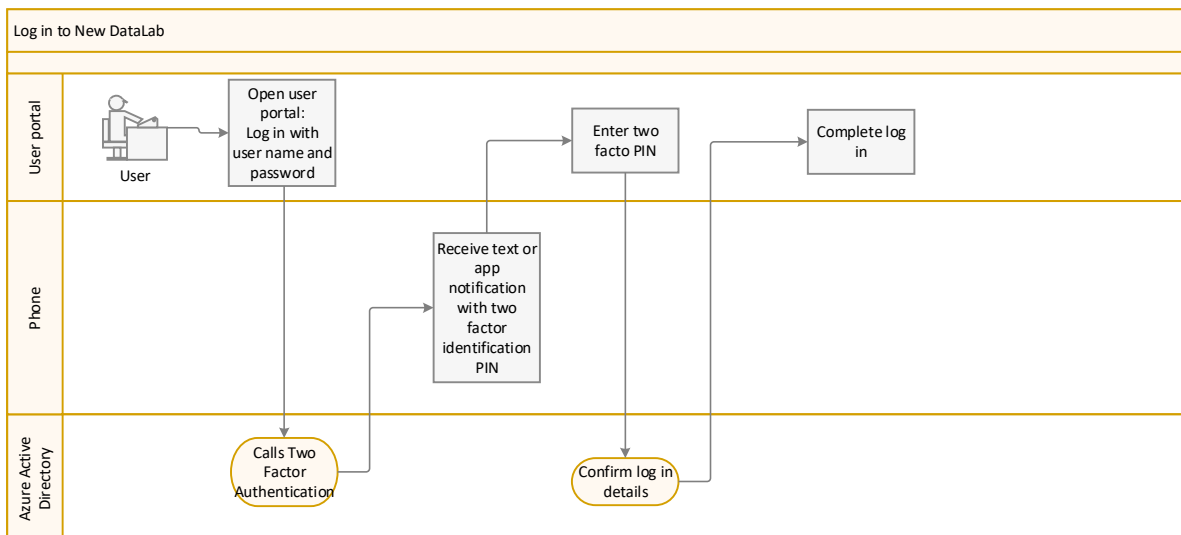 Log in to New DataLab
User portal
User
Open user
portal:
Log in with
user name and
password
Enter two
facto PIN
Complete log
in
Phone
Receive text or
app
notification
with two
factor
identification
PIN
Azure Active
Directory
Calls Two
Factor
Authentication
Confirm log in
details